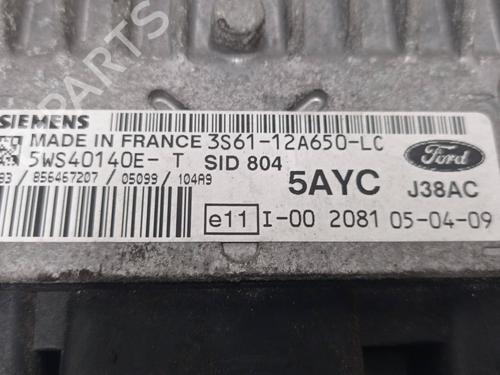 SIEMENS
MADE IN FRANCE 3S61-12A650-LC
5WS40140E- T SID 804
Ford
83 / 856467207 / 05099 / 104A9
5AYC J38AC
e11 I-00 2081 05-04-09
B-PARTS